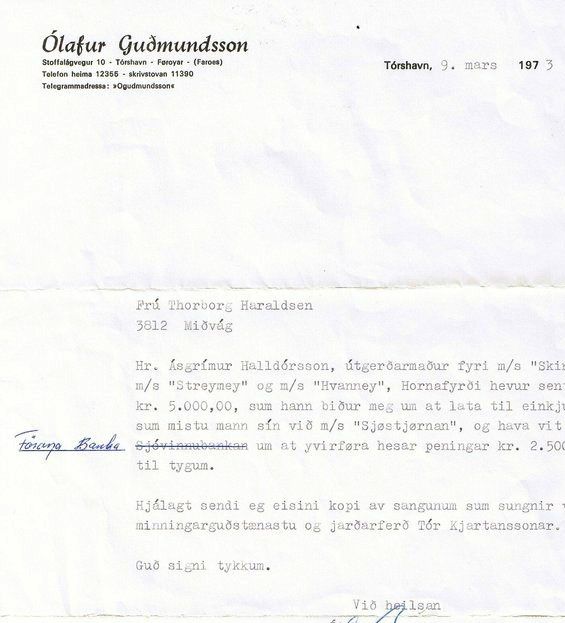 Ólafur Guðmundsson
Stoffalágvegur 10 - Tórshavn - Føroyar - (Faroes)
Telefon heima 12356 - skrivstovan 11390
Telegrammadressa: »Ogudmundsson«
Tórshavn, 9. mars 1973
Frú Thorborg Haraldsen
3812 Miðvág
Hr. Ásgrímur Halldórsson, útgerðarmaður fyri m/s "Skin
m/s "Streymey" og m/s "Hvanney", Hornafyrði hevur sen
kr. 5.000,00, sum hann biður meg um at lata til einkj
sum mistu mann sín við m/s "Sjøstjørnan", og hava vit
Føroya Banka Sjóvinnubankan um at yvirføra hesar peningar kr. 2.500
til tygum.
Hjálagt sendi eg eisini kopi av sangunum sum sungnir v
minningarguðstænastu og jarðarferð Tór Kjartanssonar.
Guð signi tykkum.
Við heilsan